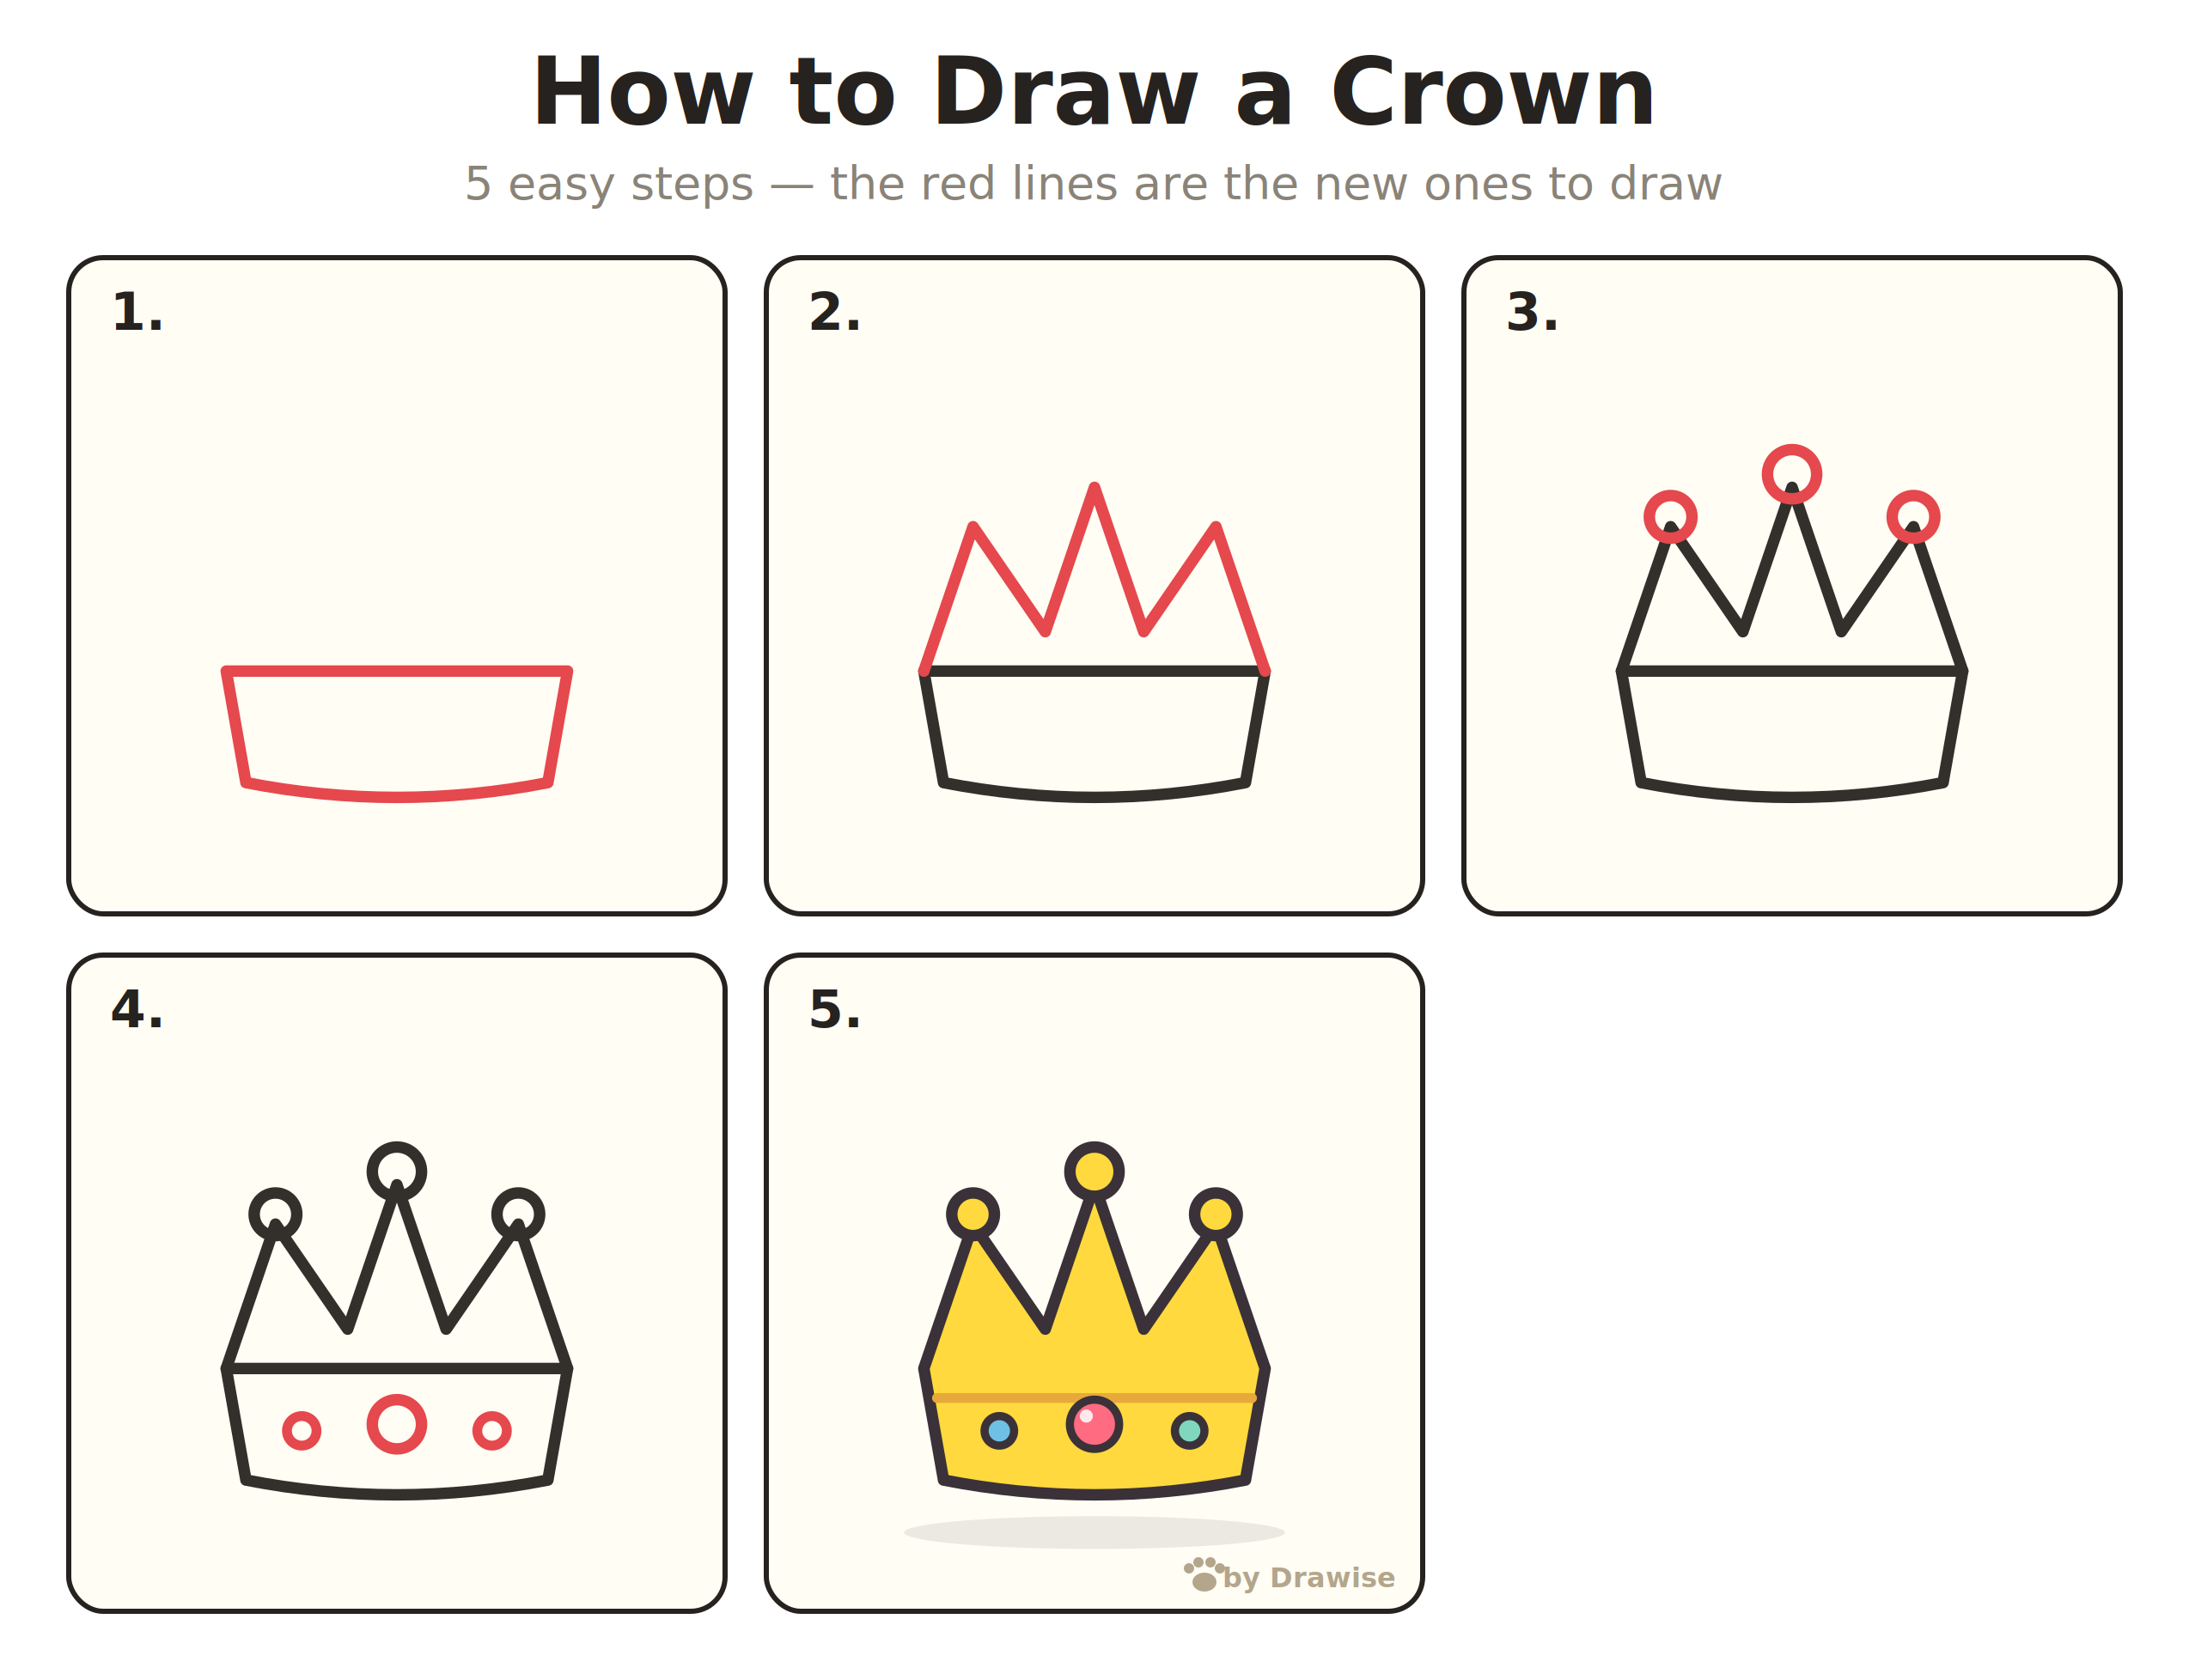 How to Draw a Crown
5 easy steps — the red lines are the new ones to draw
1.
2.
3.
4.
5.
by Drawise